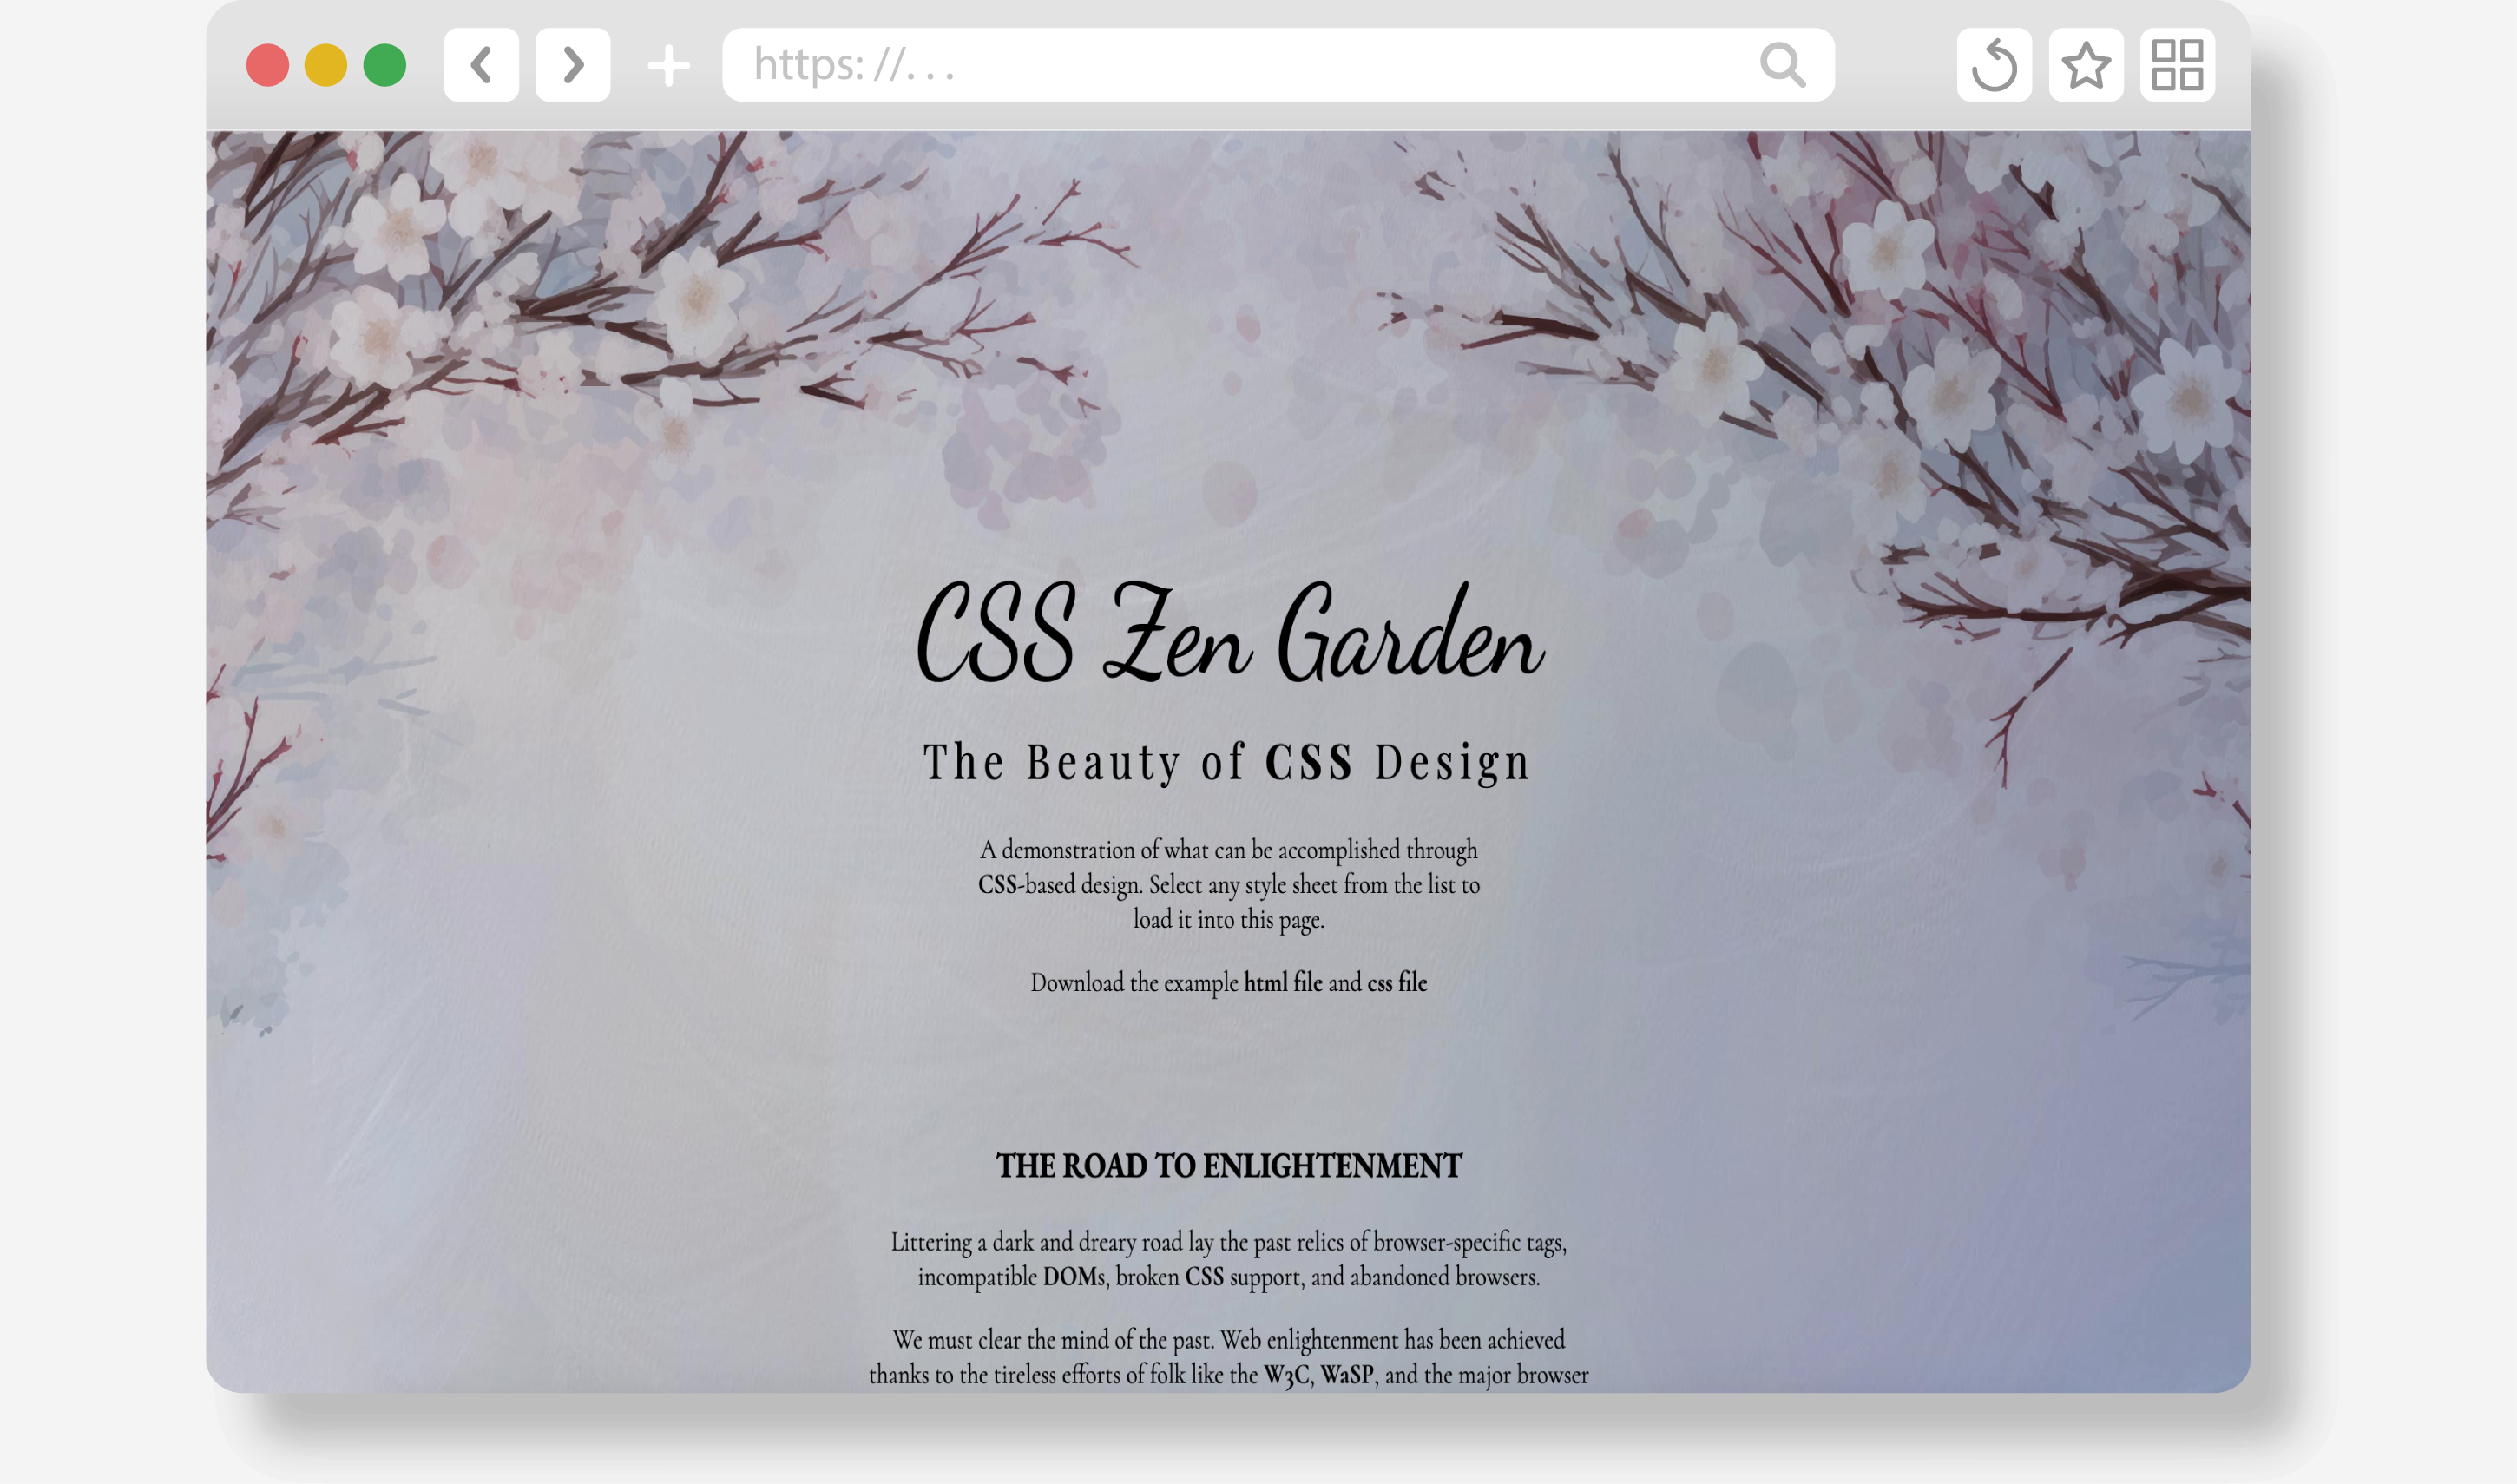 https: //. . .
CSS Zen Garden
The Beauty of CSS Design
A demonstration of what can be accomplished through
CSS-based design. Select any style sheet from the list to
load it into this page.
Download the example html file and css file
THE ROAD TO ENLIGHTENMENT
Littering a dark and dreary road lay the past relics of browser-specific tags,
incompatible DOMs, broken CSS support, and abandoned browsers.
We must clear the mind of the past. Web enlightenment has been achieved
thanks to the tireless efforts of folk like the W3C, WaSP, and the major browser